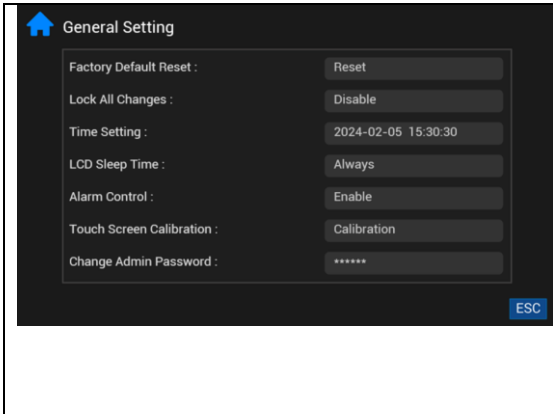 General Setting
Factory Default Reset : Reset
Lock All Changes : Disable
Time Setting : 2024-02-05 15:30:30
LCD Sleep Time : Always
Alarm Control : Enable
Touch Screen Calibration : Calibration
Change Admin Password : ******
ESC